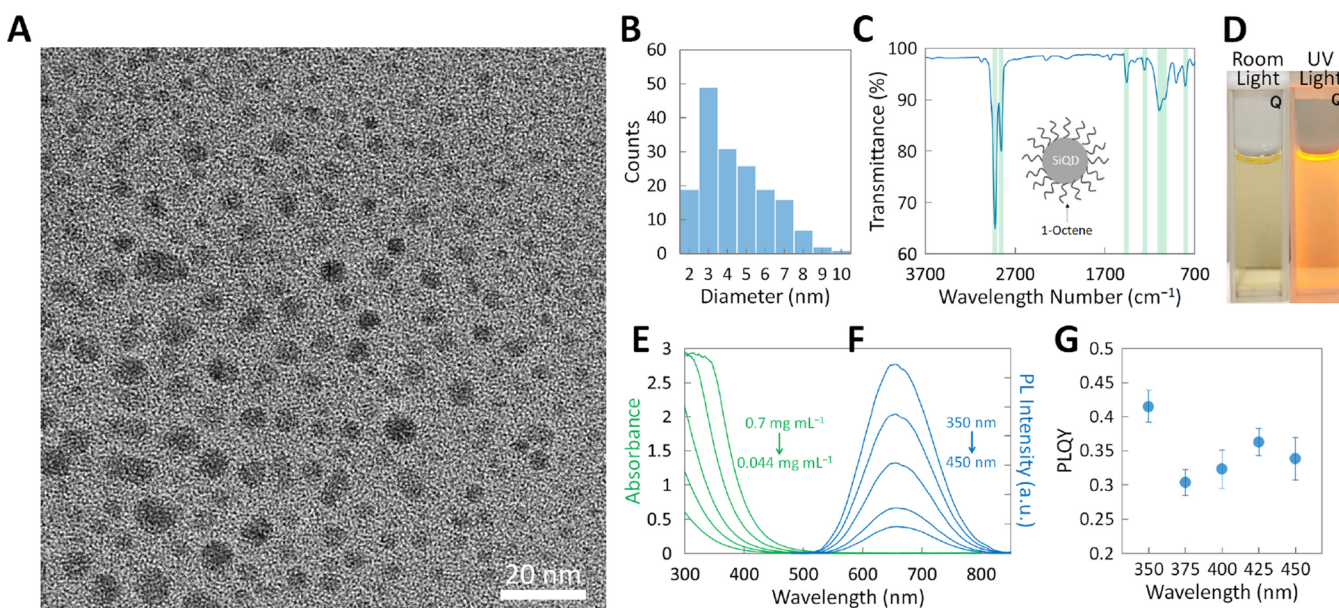 A
20 nm
B
60
50
40
30
20
10
0
Counts
2 3 4 5 6 7 8 9 10
Diameter (nm)
C
100
90
80
70
60
Transmittance (%)
SiQD
1-Octene
3700 2700 1700 700
Wavelength Number (cm⁻¹)
D
Room Light
UV Light
Q
Q
E
3
2.5
2
1.5
1
0.5
0
Absorbance
0.7 mg mL⁻¹
0.044 mg mL⁻¹
F
350 nm
450 nm
PL Intensity (a.u.)
300 400 500 600 700 800
Wavelength (nm)
G
0.5
0.45
0.4
0.35
0.3
0.25
0.2
PLQY
350 375 400 425 450
Wavelength (nm)